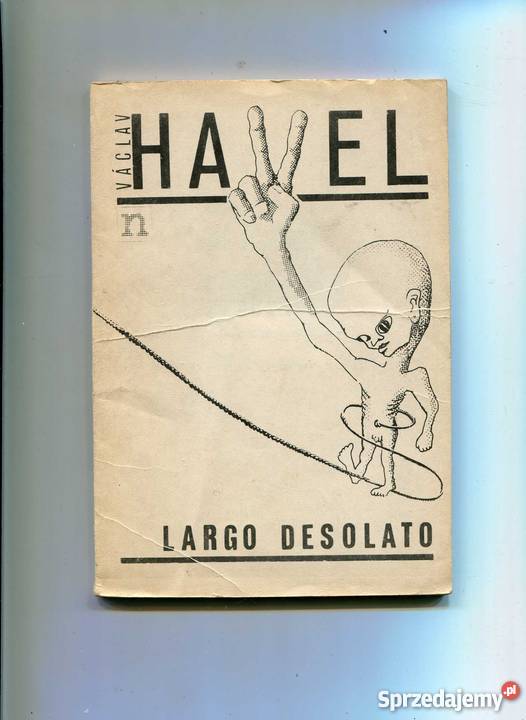 VÁCLAV
HAVEL
n
LARGO DESOLATO
Sprzedajemy.pl